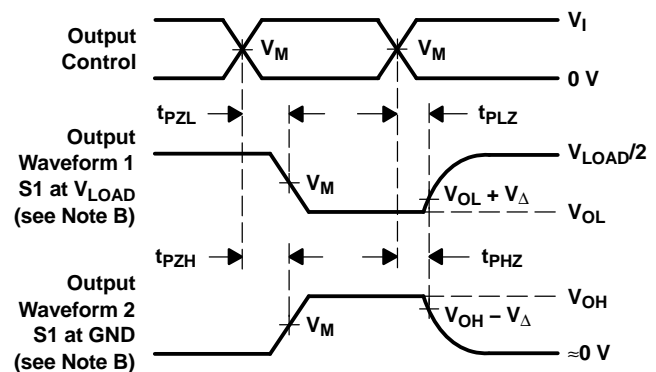 Output
Control
V_M
V_M
V_I
0 V
t_PZL
t_PLZ
Output
Waveform 1
S1 at V_LOAD
(see Note B)
V_M
V_LOAD/2
V_OL + V_Δ
V_OL
t_PZH
t_PHZ
Output
Waveform 2
S1 at GND
(see Note B)
V_M
V_OH
V_OH − V_Δ
≈0 V